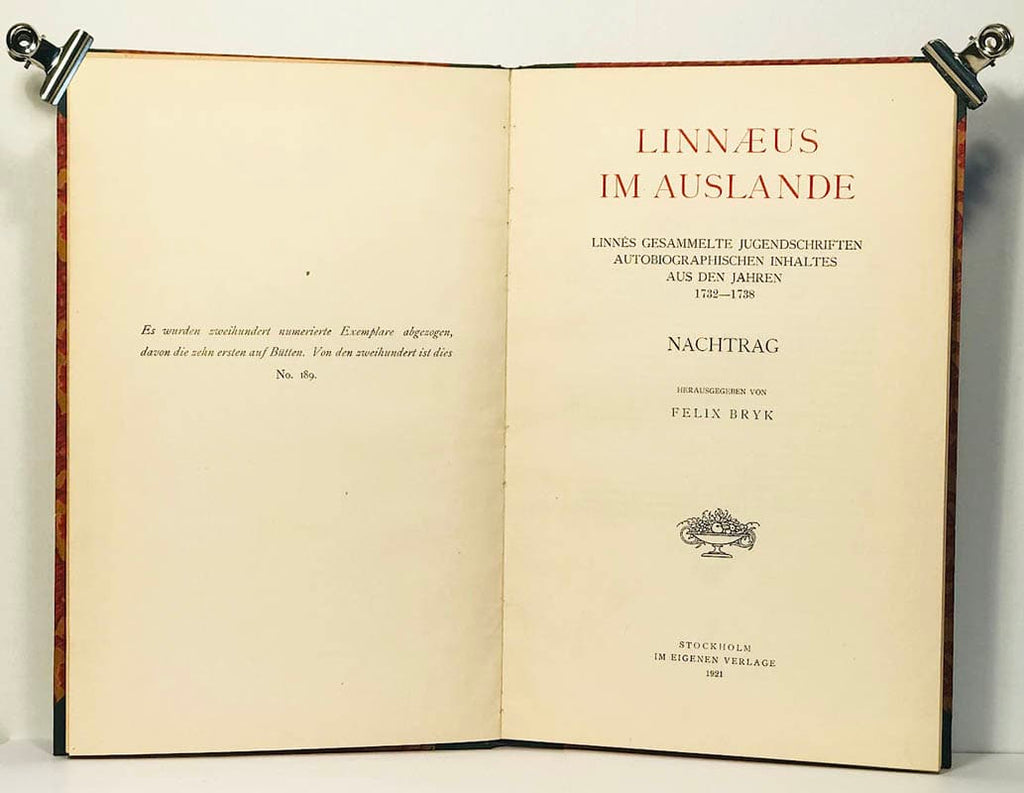 Es wurden zweihundert numerierte Exemplare abgezogen,
davon die zehn ersten auf Bütten. Von den zweihundert ist dies
No. 189.
LINNÆUS
IM AUSLANDE
LINNÉS GESAMMELTE JUGENDSCHRIFTEN
AUTOBIOGRAPHISCHEN INHALTES
AUS DEN JAHREN
1732—1738
NACHTRAG
HERAUSGEGEBEN VON
FELIX BRYK
STOCKHOLM
IM EIGENEN VERLAGE
1921